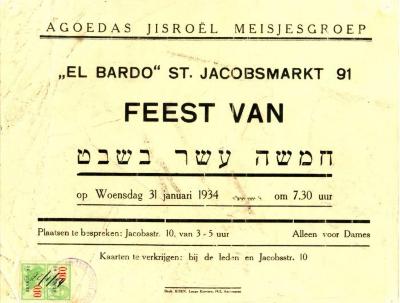 AGOEDAS JISROËL MEISJESGROEP
„EL BARDO" ST. JACOBSMARKT 91
FEEST VAN
חמשה עשר בשבט
op Woensdag 31 januari 1934 om 7.30 uur
Plaatsen te bespreken: Jacobsstr. 10, van 3-5 uur Alleen voor Dames
Kaarten te verkrijgen: bij de leden en Jacobsstr. 10